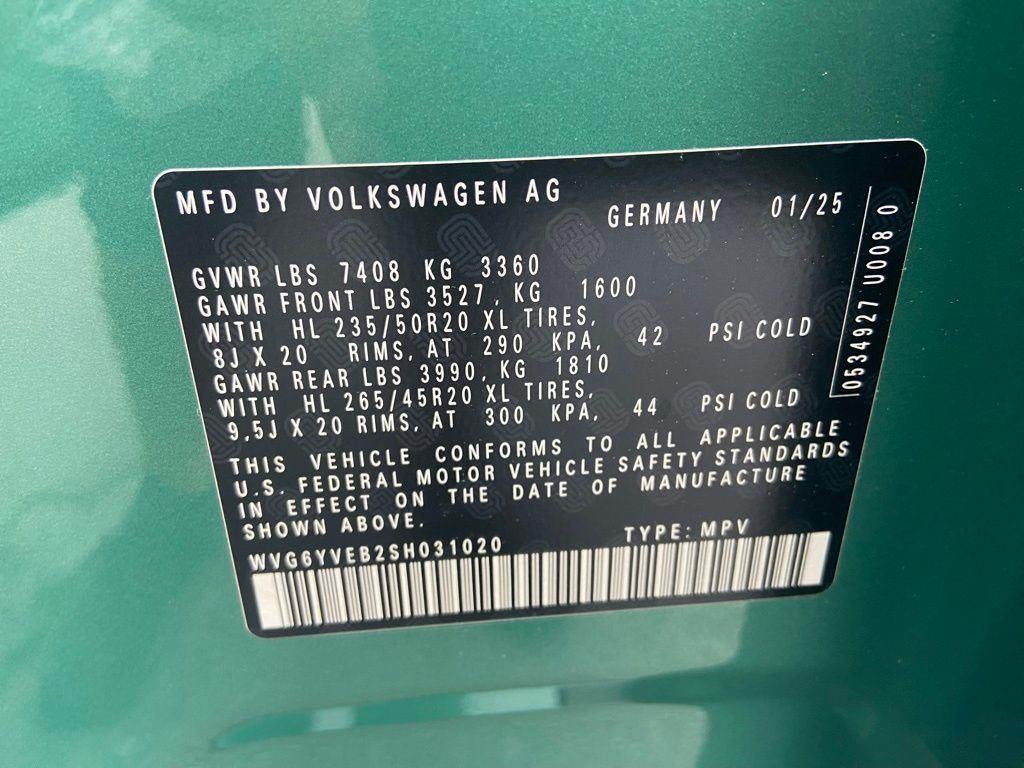 MFD BY VOLKSWAGEN AG
GERMANY 01/25
GVWR LBS 7408 KG 3360
GAWR FRONT LBS 3527, KG 1600
WITH HL 235/50R20 XL TIRES,
8J X 20 RIMS, AT 290 KPA, 42 PSI COLD
GAWR REAR LBS 3990, KG 1810
WITH HL 265/45R20 XL TIRES,
9,5J X 20 RIMS, AT 300 KPA, 44 PSI COLD
THIS VEHICLE CONFORMS TO ALL APPLICABLE
U.S. FEDERAL MOTOR VEHICLE SAFETY STANDARDS
IN EFFECT ON THE DATE OF MANUFACTURE
SHOWN ABOVE.
WVG6YVEB2SH031020 TYPE: MPV
0534927 U008 0